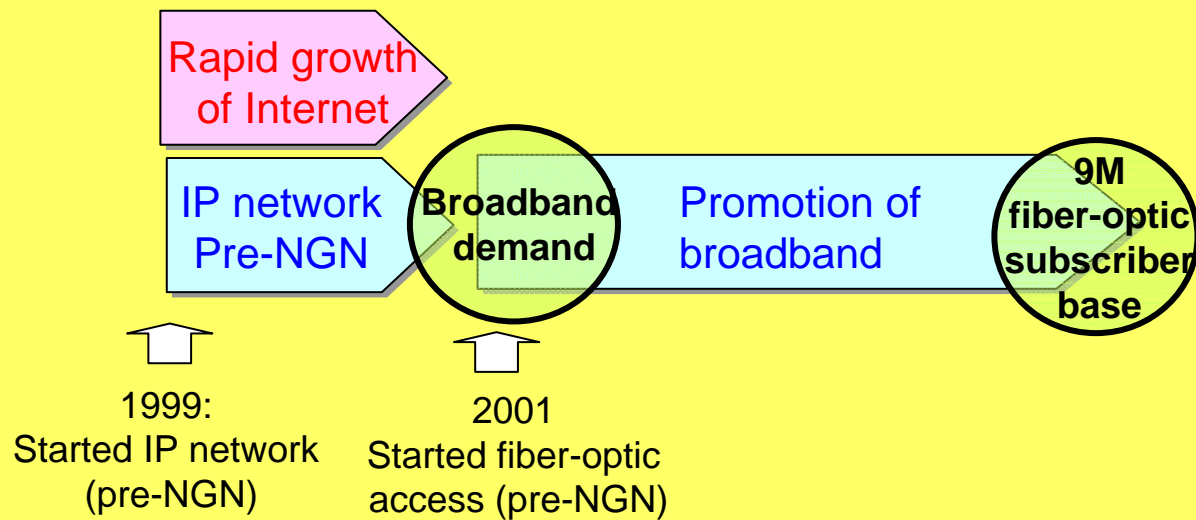 Rapid growth
of Internet
IP network
Pre-NGN
Broadband
demand
Promotion of
broadband
9M
fiber-optic
subscriber
base
1999:
Started IP network
(pre-NGN)
2001
Started fiber-optic
access (pre-NGN)